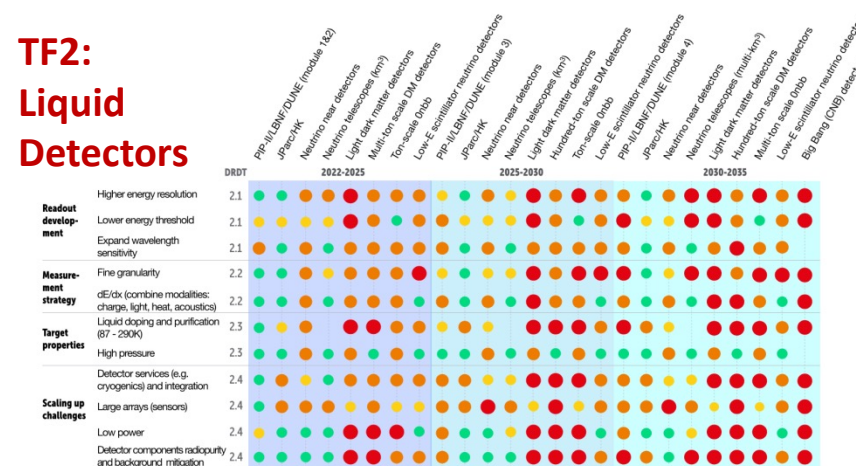 TF2:
Liquid
Detectors
PIP-II/LBNF/DUNE (module 1&2)
JParc/HK
Neutrino near detectors
Neutrino telescopes (km³)
Light dark matter detectors
Multi-ton scale DM detectors
Ton-scale 0nbb
Low-E scintillator neutrino detectors
PIP-II/LBNF/DUNE (module 3)
JParc/HK
Neutrino near detectors
Neutrino telescopes (km³)
Light dark matter detectors
Hundred-ton scale DM detectors
Ton-scale 0nbb
Low-E scintillator neutrino detectors
PIP-II/LBNF/DUNE (module 4)
JParc/HK
Neutrino near detectors
Neutrino telescopes (multi-km³)
Light dark matter detectors
Hundred-ton scale DM detectors
Multi-ton scale 0nbb
Low-E scintillator neutrino detect
Big Bang (CNB) detect
DRDT 2022-2025 2025-2030 2030-2035
Readout
develop-
ment
Higher energy resolution 2.1
Lower energy threshold 2.1
Expand wavelength
sensitivity 2.1
Measure-
ment
strategy
Fine granularity 2.2
dE/dx (combine modalities:
charge, light, heat, acoustics) 2.2
Target
properties
Liquid doping and purification
(87 - 290K) 2.3
High pressure 2.3
Scaling up
challenges
Detector services (e.g.
cryogenics) and integration 2.4
Large arrays (sensors) 2.4
Low power 2.4
Detector components radiopurity
and background mitigation 2.4